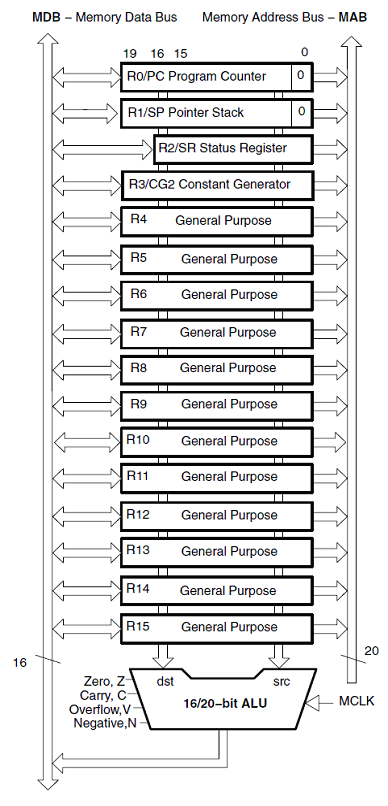 MDB – Memory Data Bus Memory Address Bus – MAB
19 16 15 0
R0/PC Program Counter 0
R1/SP Pointer Stack 0
R2/SR Status Register
R3/CG2 Constant Generator
R4 General Purpose
R5 General Purpose
R6 General Purpose
R7 General Purpose
R8 General Purpose
R9 General Purpose
R10 General Purpose
R11 General Purpose
R12 General Purpose
R13 General Purpose
R14 General Purpose
R15 General Purpose
16 20
Zero, Z dst src
Carry, C
16/20–bit ALU MCLK
Overflow,V
Negative,N